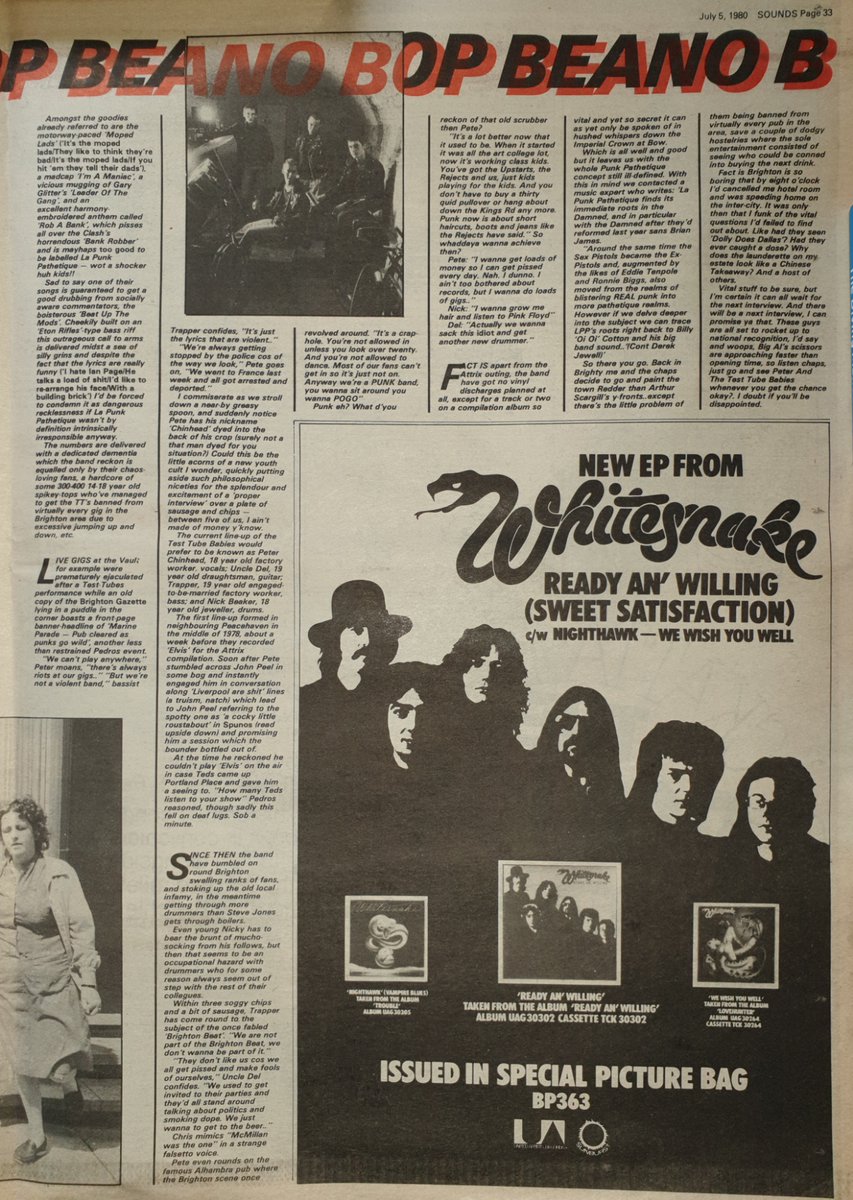 July 5, 1980 SOUNDS Page 33
OP BEANO BOP BEANO B
Amongst the goodies
already referred to are the
motorway-paced 'Moped
Lads' ('It's the moped
lads/They like to think they're
bad/It's the moped lads/If you
hit 'em they tell their dads'),
a madcap 'I'm A Maniac', a
vicious mugging of Gary
Glitter's 'Leader Of The
Gang', and an
excellent harmony-
embroidered anthem called
'Rob A Bank', which pisses
all over the Clash's
horrendous 'Bank Robber'
and is mayhaps too good to
be labelled La Punk
Pathetique — wot a shocker
huh kids!!
Sad to say one of their
songs is guaranteed to get a
good drubbing from socially
aware commentators, the
boisterous 'Beat Up The
Mods'. Cheekily built on an
'Eton Rifles'-type bass riff
this outrageous call to arms
is delivered midst a sea of
silly grins and despite the
fact that the lyrics are really
funny ('I hate Ian Page/He
talks a load of shit/I'd like to
re-arrange his face/With a
building brick') I'd be forced
to condemn it as dangerous
recklessness if La Punk
Pathetique wasn't by
definition intrinsically
irresponsible anyway.
The numbers are delivered
with a dedicated dementia
which the band reckon is
equalled only by their chaos-
loving fans, a hardcore of
some 300-400 14-18 year old
spikey-tops who've managed
to get the TT's banned from
virtually every gig in the
Brighton area due to
excessive jumping up and
down, etc.
LIVE GIGS at the Vault
for example were
prematurely ejaculated
after a Test-Tubes
performance while an old
copy of the Brighton Gazette
lying in a puddle in the
corner boasts a front-page
banner-headline of 'Marine
Parade — Pub cleared as
punks go wild', another less
than restrained Pedros event.
"We can't play anywhere,"
Peter moans, "there's always
riots at our gigs.." "But we're
not a violent band," bassist
Trapper confides, "It's just
the lyrics that are violent.."
"We're always getting
stopped by the police cos of
the way we look," Pete goes
on, "We went to France last
week and all got arrested and
deported."
I commiserate as we stroll
down a near-by greasy
spoon, and suddenly notice
Pete has his nickname
'Chinhead' dyed into the
back of his crop (surely not a
that man dyed for you
situation?) Could this be the
little acorns of a new youth
cult I wonder, quickly putting
aside such philosophical
niceties for the splendour and
excitement of a 'proper
interview' over a plate of
sausage and chips —
between five of us, I ain't
made of money y'know.
The current line-up of the
Test Tube Babies would
prefer to be known as Peter
Chinhead, 18 year old factory
worker, vocals; Uncle Del, 19
year old draughtsman, guitar;
Trapper, 19 year old engaged-
to-be-married factory worker,
bass; and Nick Beaker, 18
year old jeweller, drums.
The first line-up formed in
neighbouring Peacehaven in
the middle of 1978, about a
week before they recorded
'Elvis' for the Attrix
compilation. Soon after Pete
stumbled across John Peel in
some bog and instantly
engaged him in conversation
along 'Liverpool are shit' lines
(a truism, natch) which lead
to John Peel referring to the
spotty one as 'a cocky little
roustabout' in Spunos (read
upside down) and promising
him a session which the
bounder bottled out of.
At the time he reckoned he
couldn't play 'Elvis' on the air
in case Teds came up
Portland Place and gave him
a seeing to. "How many Teds
listen to your show" Pedros
reasoned, though sadly this
fell on deaf lugs. Sob a
minute.
SINCE THEN the band
have bumbled on
round Brighton
swelling ranks of fans,
and stoking up the old local
infamy, in the meantime
getting through more
drummers than Steve Jones
gets through boilers.
Evan young Nicky has to
bear the brunt of mucho-
socking from his follows, but
then that seems to be an
occupational hazard with
drummers who for some
reason always seem out of
step with the rest of their
collegues.
Within three soggy chips
and a bit of sausage, Trapper
has come round to the
subject of the once fabled
'Brighton Beat'. "We are not
part of the Brighton Beat, we
don't wanna be part of it."
"They don't like us cos we
all get pissed and make fools
of ourselves," Uncle Del
confides. "We used to get
invited to their parties and
they'd all stand around
talking about politics and
smoking dope. We just
wanna to get to the beer.."
Chris mimics "McMillan
was the one" in a strange
falsetto voice.
Pete even rounds on the
famous Alhambra pub where
the Brighton scene once
revolved around. "It's a crap-
hole. You're not allowed in
unless you look over twenty.
And you're not allowed to
dance. Most of our fans can't
get in so it's just not on.
Anyway we're a PUNK band,
you wanna sit around we
wanna POGO"
Punk eh? What d'you
reckon of that old scrubber
then Pete?
"It's a lot better now that
it used to be. When it started
it was all the art college lot,
now it's working class kids.
You've got the Upstarts, the
Rejects and us, just kids
playing for the kids. And you
don't have to buy a thirty
quid pullover or hang about
down the Kings Rd any more.
Punk now is about short
haircuts, boots and jeans like
the Rejects have said." So
whaddaya wanna achieve
then?
Pete: "I wanna get loads of
money so I can get pissed
every day. Nah, I dunno. I
ain't too bothered about
records, but I wanna do loads
of gigs.."
Nick: "I wanna grow me
hair and listen to Pink Floyd"
Del: "Actually we wanna
sack this idiot and get
another new drummer."
FACT IS apart from the
Attrix outing, the band
have got no vinyl
discharges planned at
all, except for a track or two
on a compilation album so
vital and yet so secret it can
as yet only be spoken of in
hushed whispers down the
Imperial Crown at Bow.
Which is all well and good
but it leaves us with the
whole Punk Pathetique
concept still ill-defined. With
this in mind we contacted a
music expert who writes: 'La
Punk Pathetique finds its
immediate roots in the
Damned, and in particular
with the Damned after they'd
reformed last year sans Brian
James.
"Around the same time the
Sex Pistols became the Ex-
Pistols and, augmented by
the likes of Eddie Tenpole
and Ronnie Biggs, also
moved from the realms of
blistering REAL punk into
more pathetique realms.
However if we delve deeper
into the subject we can trace
LPP's roots right back to Billy
'Oi Oi' Cotton and his big
band sound. '(Cont Derek
Jewell)'
So there you go. Back in
Brighty me and the chaps
decide to go and paint the
town Redder than Arthur
Scargill's y-fronts..except
there's the little problem of
them being banned from
virtually every pub in the
area, save a couple of dodgy
hostelries where the sole
entertainment consisted of
seeing who could be conned
into buying the next drink.
Fact is Brighton is so
boring that by eight o'clock
I'd cancelled me hotel room
and was speeding home on
the inter-city. It was only
then that I funk of the vital
questions I'd failed to find
out about. Like had they seen
'Dolly Does Dallas'? Had they
ever caught a dose? Why
does the launderette on my
estate look like a Chinese
Takeaway? And a host of
others.
Vital stuff to be sure, but
I'm certain it can all wait for
the next interview. And there
will be a next interview, I can
promise ya that. These guys
are all set to rocket up to
national recognition, I'd say
and woops, Big Al's scissors
are approaching faster than
opening time, so listen chaps,
just go and see Peter And
The Test Tube Babies
whenever you get the chance
okay?. I doubt if you'll be
disappointed.
NEW EP FROM
Whitesnake
READY AN' WILLING
(SWEET SATISFACTION)
c/w NIGHTHAWK — WE WISH YOU WELL
Whitesnake
Whitesnake
Whitesnake
'NIGHTHAWK' (VAMPIRE BLUES)
TAKEN FROM THE ALBUM
'TROUBLE'
ALBUM UAG 30305
'READY AN' WILLING'
TAKEN FROM THE ALBUM 'READY AN' WILLING'
ALBUM UAG 30302 CASSETTE TCK 30302
'WE WISH YOU WELL'
TAKEN FROM THE ALBUM
'LOVEHUNTER'
ALBUM UAG 30264
CASSETTE TCK 30264
ISSUED IN SPECIAL PICTURE BAG
BP363
UA
SUNBURST